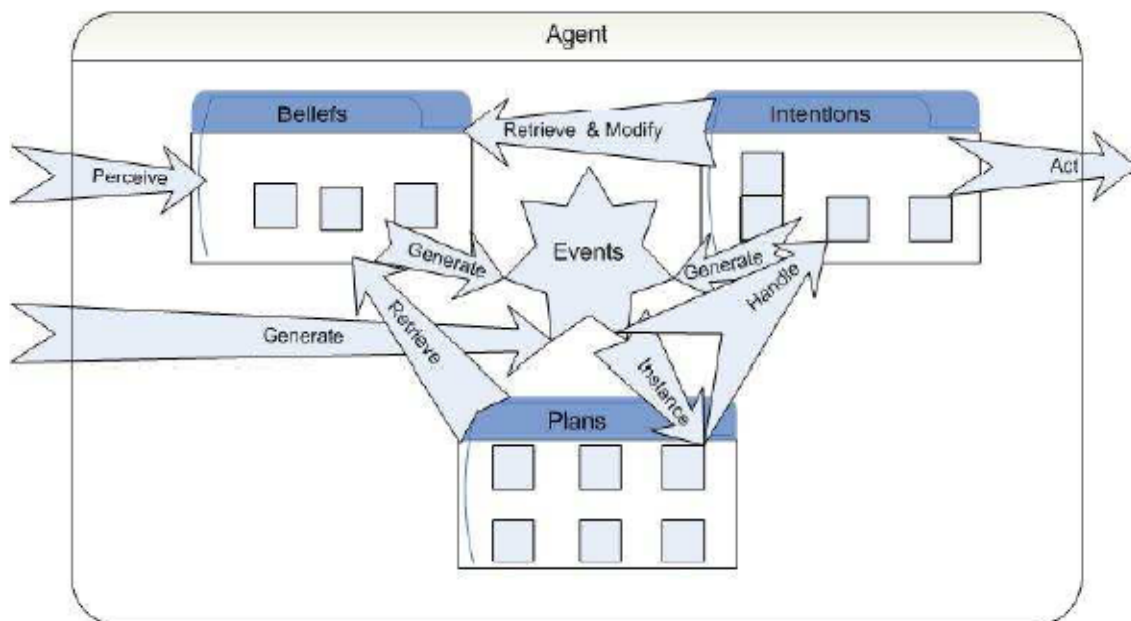 Agent
Beliefs
Intentions
Retrieve & Modify
Perceive
Act
Generate
Events
Generate
Handle
Generate
Retrieve
Instance
Plans